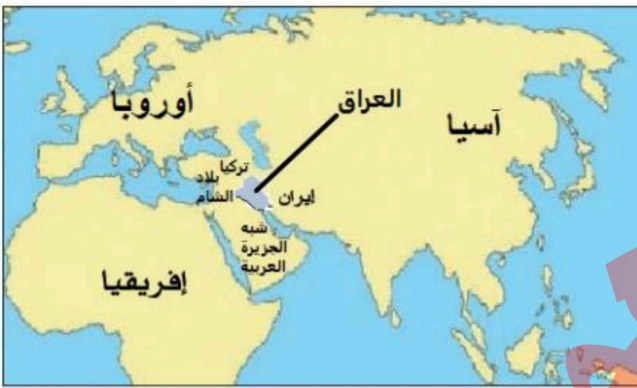 أوروبا
العراق
آسيا
تركيا
بلاد
الشام
إيران
شبه
الجزيرة
العربية
إفريقيا